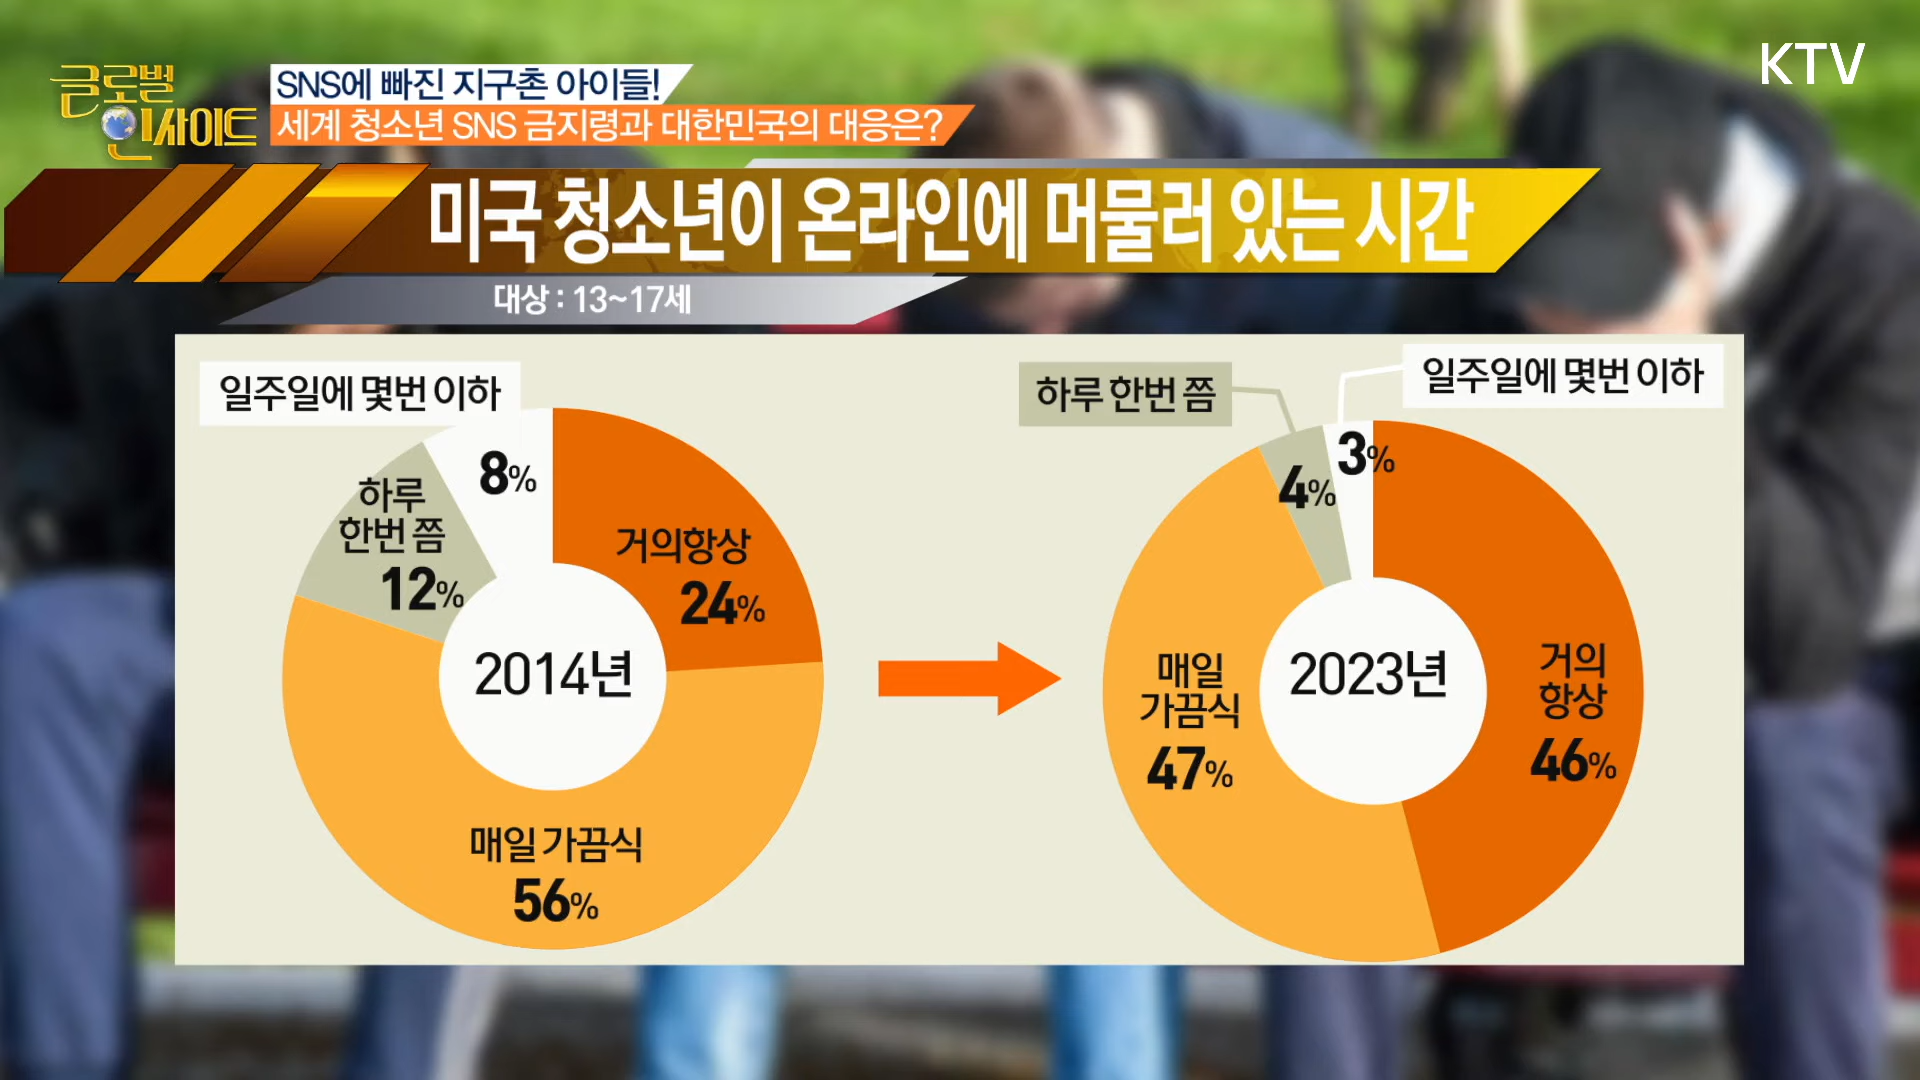 KTV
글로벌
인사이트
SNS에 빠진 지구촌 아이들!
세계 청소년 SNS 금지령과 대한민국의 대응은?
미국 청소년이 온라인에 머물러 있는 시간
대상 : 13~17세
일주일에 몇번 이하
8%
하루
한번 쯤
12%
거의항상
24%
2014년
매일 가끔식
56%
하루 한번 쯤
4%
일주일에 몇번 이하
3%
매일
가끔식
47%
2023년
거의
항상
46%